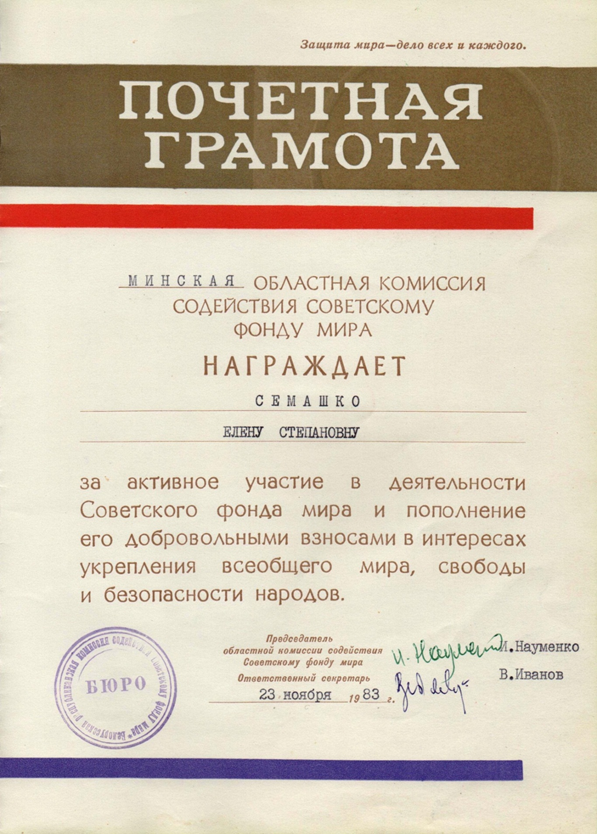 Защита мира—дело всех и каждого.
ПОЧЕТНАЯ
ГРАМОТА
МИНСКАЯ ОБЛАСТНАЯ КОМИССИЯ
СОДЕЙСТВИЯ СОВЕТСКОМУ
ФОНДУ МИРА
НАГРАЖДАЕТ
СЕМАШКО
ЕЛЕНУ СТЕПАНОВНУ
за активное участие в деятельности
Советского фонда мира и пополнение
его добровольными взносами в интересах
укрепления всеобщего мира, свободы
и безопасности народов.
Председатель
областной комиссии содействия
Советскому фонду мира
И.Науменко
Ответственный секретарь
В.Иванов
23 ноября 1983 г.
БЮРО